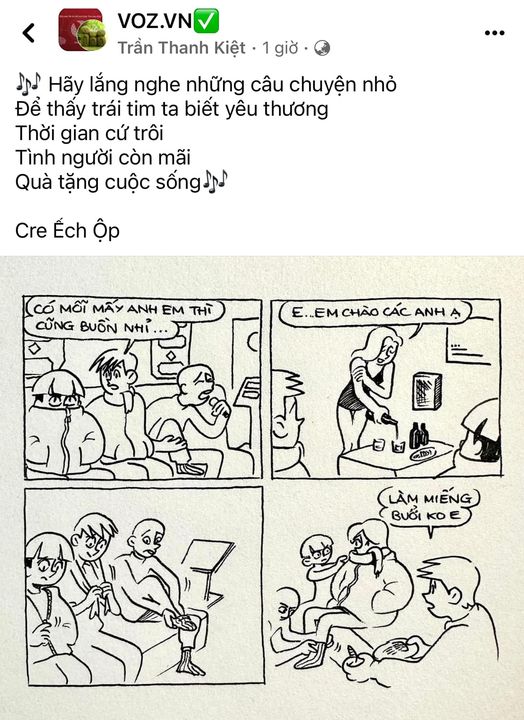 VOZ.VN✅
Trần Thanh Kiệt · 1 giờ ·
🎶 Hãy lắng nghe những câu chuyện nhỏ
Để thấy trái tim ta biết yêu thương
Thời gian cứ trôi
Tình người còn mãi
Quà tặng cuộc sống🎶
Cre Ếch Ộp
CÓ MỖI MẤY ANH EM THÌ
CŨNG BUỒN NHỈ...
E...EM CHÀO CÁC ANH Ạ
LÀM MIẾNG
BƯỞI KO E